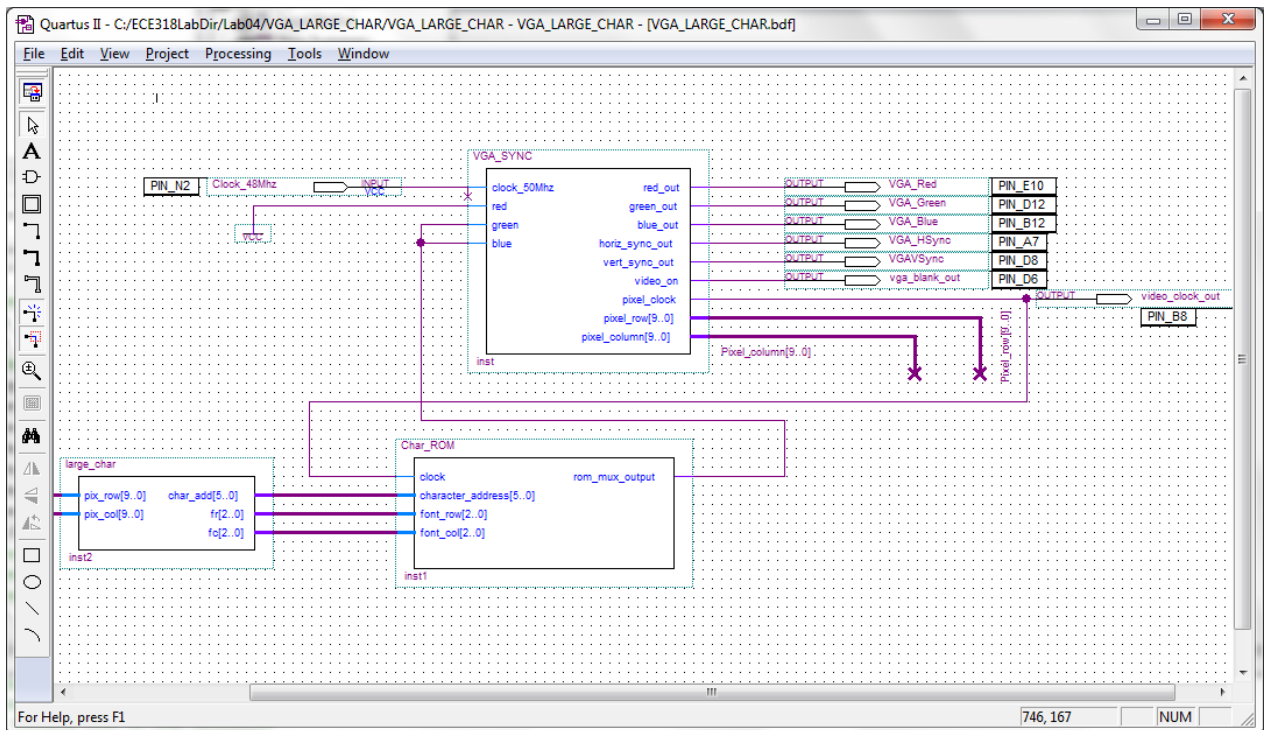 Quartus II - C:/ECE318LabDir/Lab04/VGA_LARGE_CHAR/VGA_LARGE_CHAR - VGA_LARGE_CHAR - [VGA_LARGE_CHAR.bdf]
File Edit View Project Processing Tools Window
VGA_SYNC
PIN_N2 Clock_48Mhz INPUT
VCC
VCC
clock_50Mhz red_out
red green_out
green blue_out
blue horiz_sync_out
vert_sync_out
video_on
pixel_clock
pixel_row[9..0]
pixel_column[9..0]
inst
OUTPUT VGA_Red PIN_E10
OUTPUT VGA_Green PIN_D12
OUTPUT VGA_Blue PIN_B12
OUTPUT VGA_HSync PIN_A7
OUTPUT VGAVSync PIN_D8
OUTPUT vga_blank_out PIN_D6
OUTPUT video_clock_out
PIN_B8
Pixel_column[9..0]
Pixel_row[9..0]
Char_ROM
clock rom_mux_output
character_address[5..0]
font_row[2..0]
font_col[2..0]
inst1
large_char
pix_row[9..0] char_add[5..0]
pix_col[9..0] fr[2..0]
fc[2..0]
inst2
For Help, press F1 746, 167 NUM